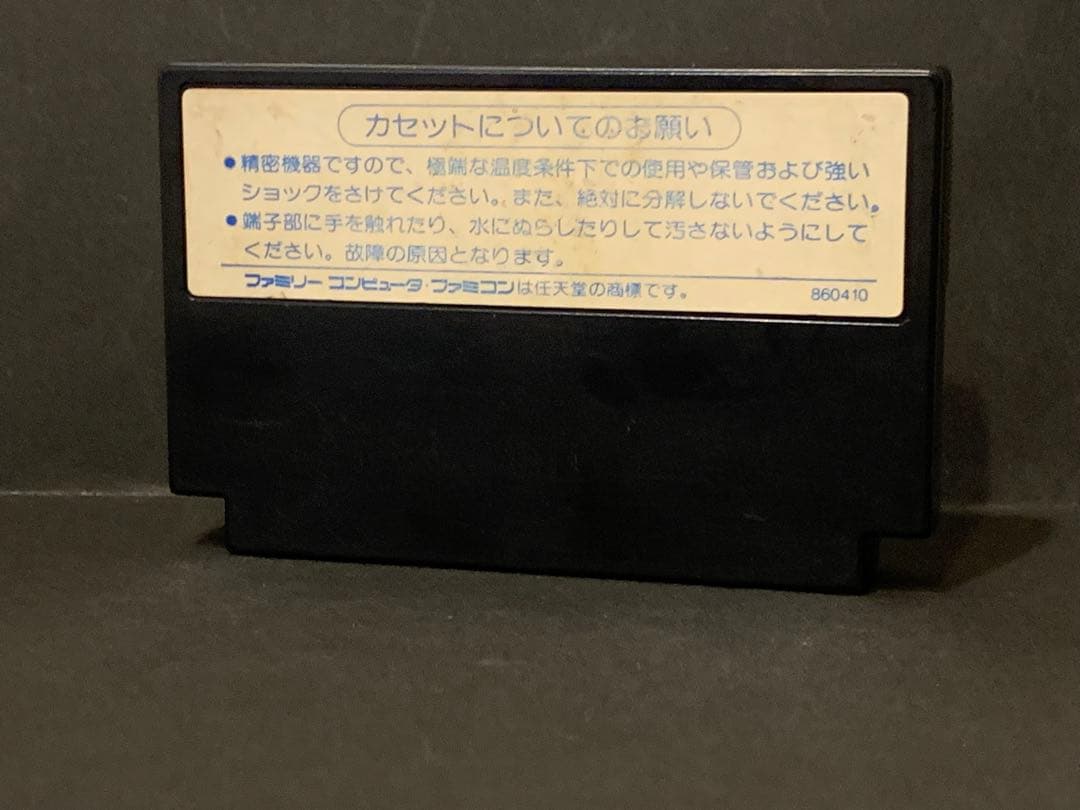 カセットについてのお願い
●精密機器ですので、極端な温度条件下での使用や保管および強い
ショックをさけてください。また、絶対に分解しないでください。
●端子部に手を触れたり、水にぬらしたりして汚さないようにして
ください。故障の原因となります。
ファミリー コンピュータ・ファミコンは任天堂の商標です。 860410